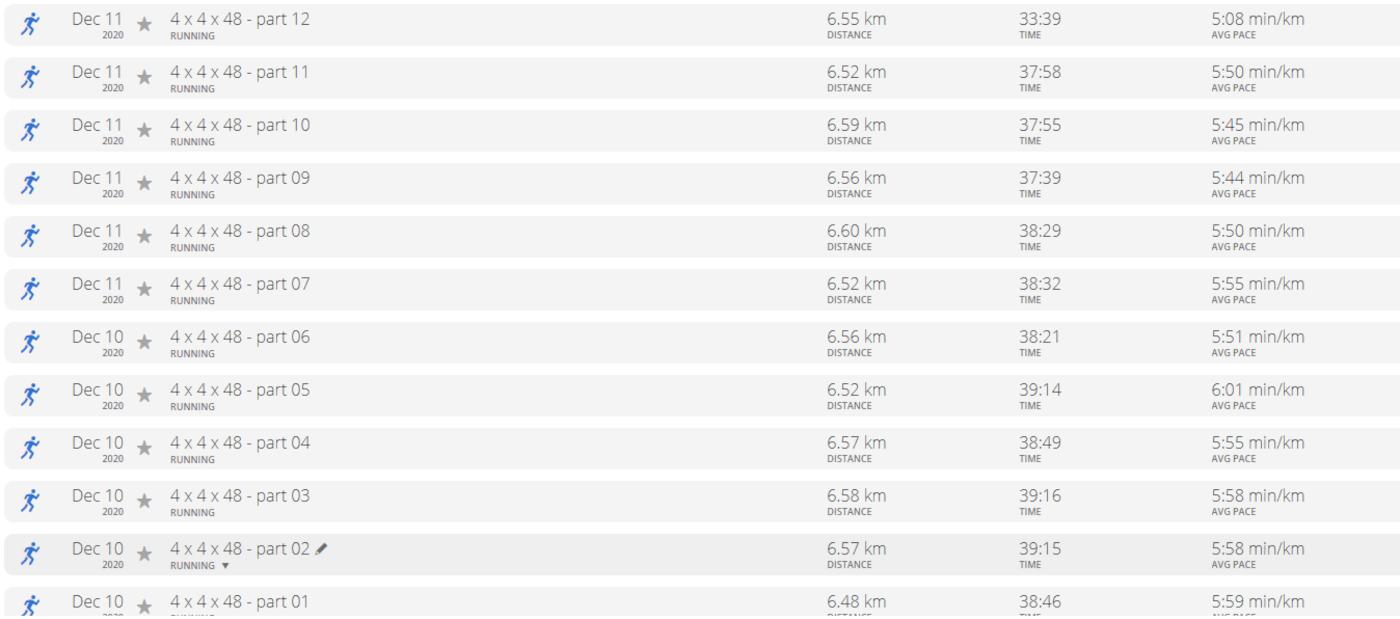 Dec 11 4 x 4 x 48 - part 12 6.55 km 33:39 5:08 min/km
2020 RUNNING DISTANCE TIME AVG PACE
Dec 11 4 x 4 x 48 - part 11 6.52 km 37:58 5:50 min/km
2020 RUNNING DISTANCE TIME AVG PACE
Dec 11 4 x 4 x 48 - part 10 6.59 km 37:55 5:45 min/km
2020 RUNNING DISTANCE TIME AVG PACE
Dec 11 4 x 4 x 48 - part 09 6.56 km 37:39 5:44 min/km
2020 RUNNING DISTANCE TIME AVG PACE
Dec 11 4 x 4 x 48 - part 08 6.60 km 38:29 5:50 min/km
2020 RUNNING DISTANCE TIME AVG PACE
Dec 11 4 x 4 x 48 - part 07 6.52 km 38:32 5:55 min/km
2020 RUNNING DISTANCE TIME AVG PACE
Dec 10 4 x 4 x 48 - part 06 6.56 km 38:21 5:51 min/km
2020 RUNNING DISTANCE TIME AVG PACE
Dec 10 4 x 4 x 48 - part 05 6.52 km 39:14 6:01 min/km
2020 RUNNING DISTANCE TIME AVG PACE
Dec 10 4 x 4 x 48 - part 04 6.57 km 38:49 5:55 min/km
2020 RUNNING DISTANCE TIME AVG PACE
Dec 10 4 x 4 x 48 - part 03 6.58 km 39:16 5:58 min/km
2020 RUNNING DISTANCE TIME AVG PACE
Dec 10 4 x 4 x 48 - part 02 6.57 km 39:15 5:58 min/km
2020 RUNNING DISTANCE TIME AVG PACE
Dec 10 4 x 4 x 48 - part 01 6.48 km 38:46 5:59 min/km
2020 RUNNING DISTANCE TIME AVG PACE